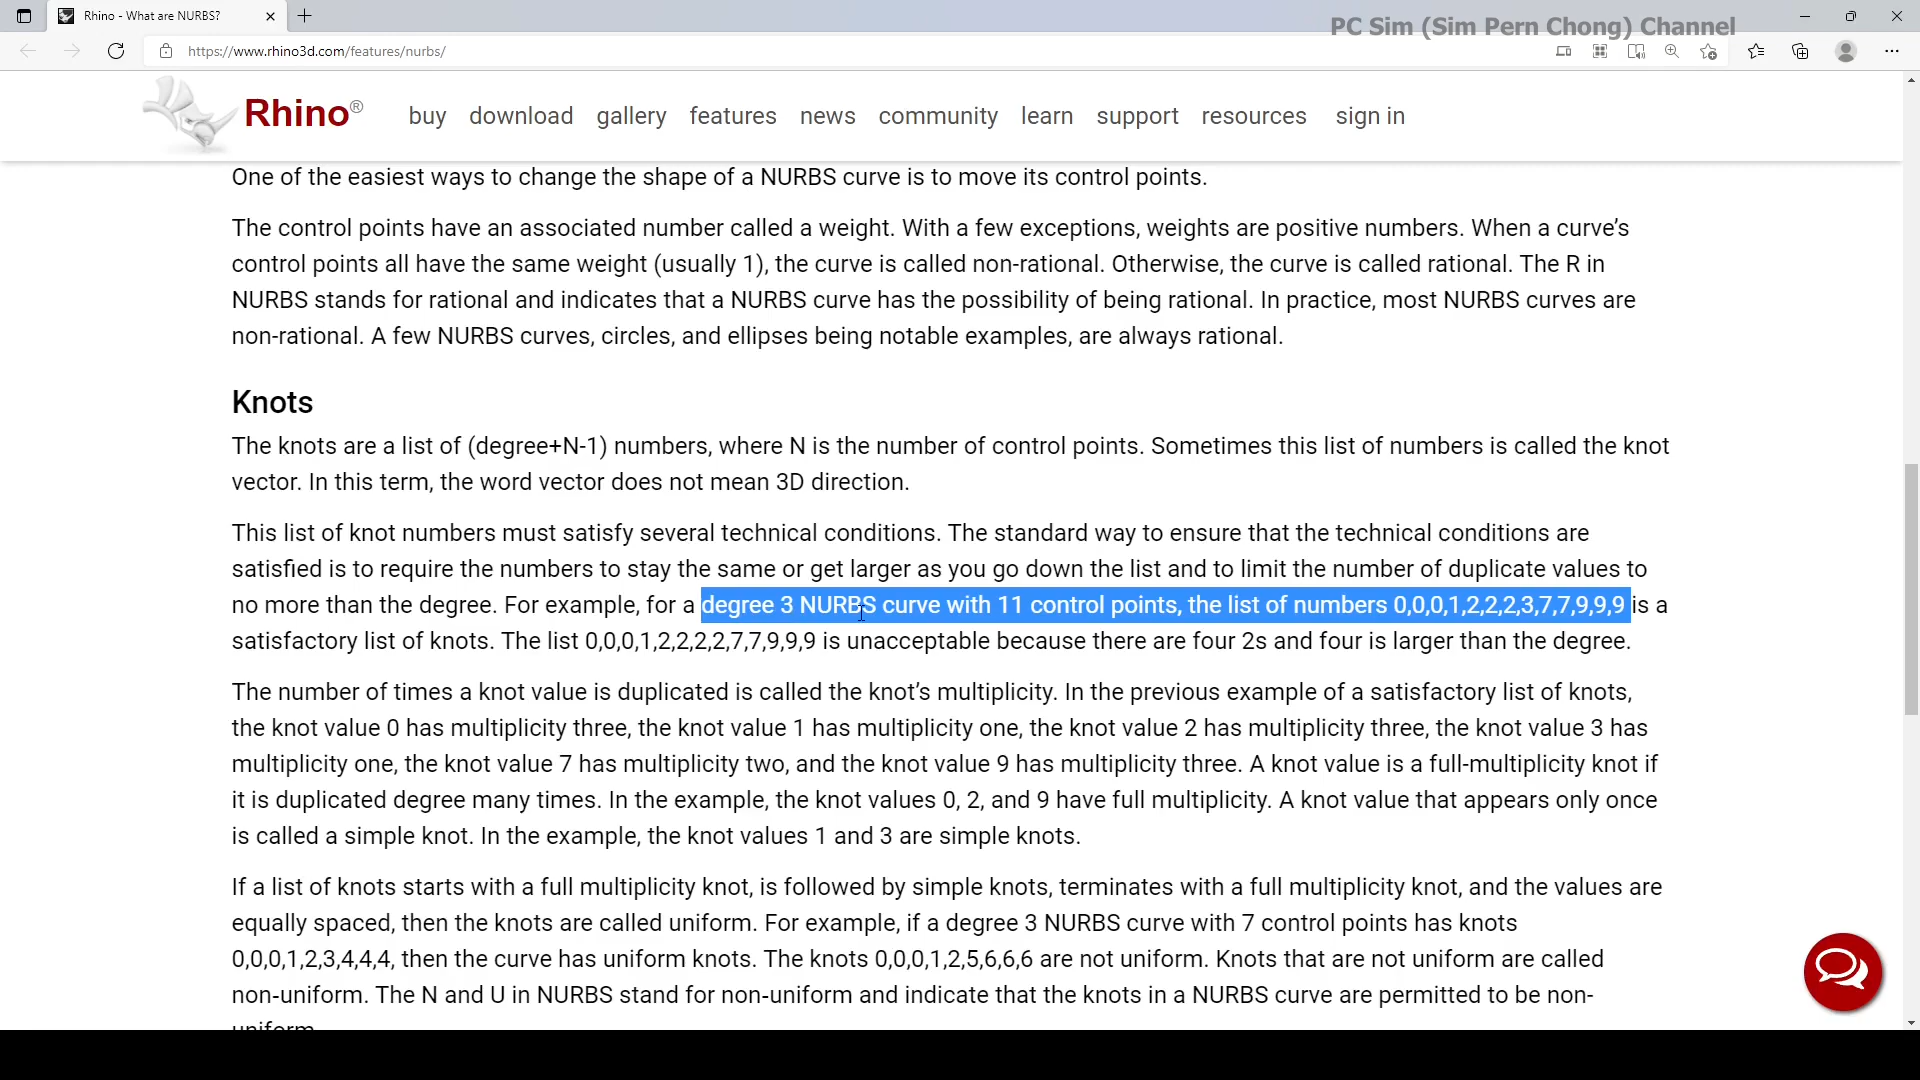 Rhino - What are NURBS?
PC Sim (Sim Pern Chong) Channel
https://www.rhino3d.com/features/nurbs/
Rhino® buy download gallery features news community learn support resources sign in
One of the easiest ways to change the shape of a NURBS curve is to move its control points.
The control points have an associated number called a weight. With a few exceptions, weights are positive numbers. When a curve’s
control points all have the same weight (usually 1), the curve is called non-rational. Otherwise, the curve is called rational. The R in
NURBS stands for rational and indicates that a NURBS curve has the possibility of being rational. In practice, most NURBS curves are
non-rational. A few NURBS curves, circles, and ellipses being notable examples, are always rational.
Knots
The knots are a list of (degree+N-1) numbers, where N is the number of control points. Sometimes this list of numbers is called the knot
vector. In this term, the word vector does not mean 3D direction.
This list of knot numbers must satisfy several technical conditions. The standard way to ensure that the technical conditions are
satisfied is to require the numbers to stay the same or get larger as you go down the list and to limit the number of duplicate values to
no more than the degree. For example, for a degree 3 NURBS curve with 11 control points, the list of numbers 0,0,0,1,2,2,2,3,7,7,9,9,9 is a
satisfactory list of knots. The list 0,0,0,1,2,2,2,2,7,7,9,9,9 is unacceptable because there are four 2s and four is larger than the degree.
The number of times a knot value is duplicated is called the knot’s multiplicity. In the previous example of a satisfactory list of knots,
the knot value 0 has multiplicity three, the knot value 1 has multiplicity one, the knot value 2 has multiplicity three, the knot value 3 has
multiplicity one, the knot value 7 has multiplicity two, and the knot value 9 has multiplicity three. A knot value is a full-multiplicity knot if
it is duplicated degree many times. In the example, the knot values 0, 2, and 9 have full multiplicity. A knot value that appears only once
is called a simple knot. In the example, the knot values 1 and 3 are simple knots.
If a list of knots starts with a full multiplicity knot, is followed by simple knots, terminates with a full multiplicity knot, and the values are
equally spaced, then the knots are called uniform. For example, if a degree 3 NURBS curve with 7 control points has knots
0,0,0,1,2,3,4,4,4, then the curve has uniform knots. The knots 0,0,0,1,2,5,6,6,6 are not uniform. Knots that are not uniform are called
non-uniform. The N and U in NURBS stand for non-uniform and indicate that the knots in a NURBS curve are permitted to be non-
uniform.